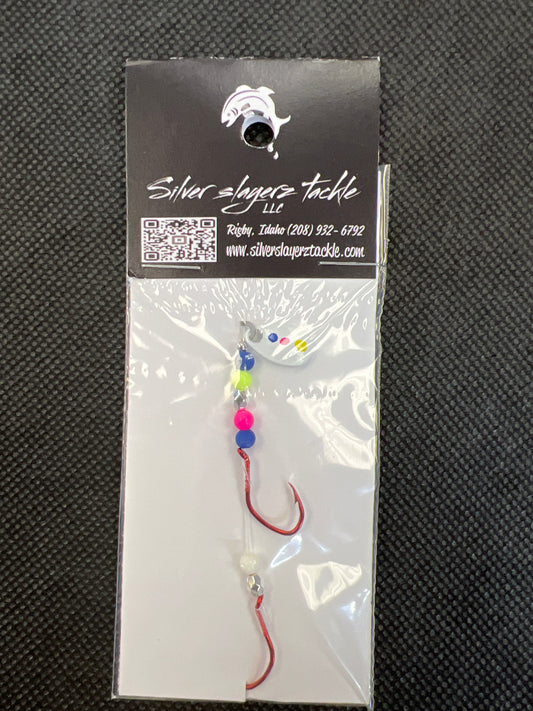 Silver slayerz tackle
LLC
Rigby, Idaho (208) 932-6792
www.silverslayerztackle.com